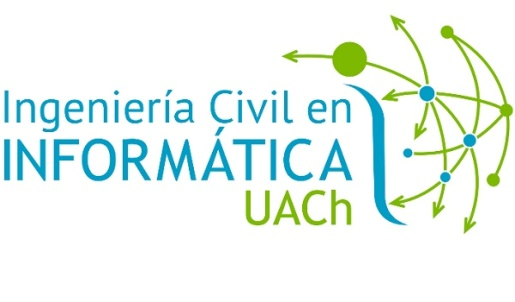 Ingeniería Civil en
INFORMÁTICA
UACh